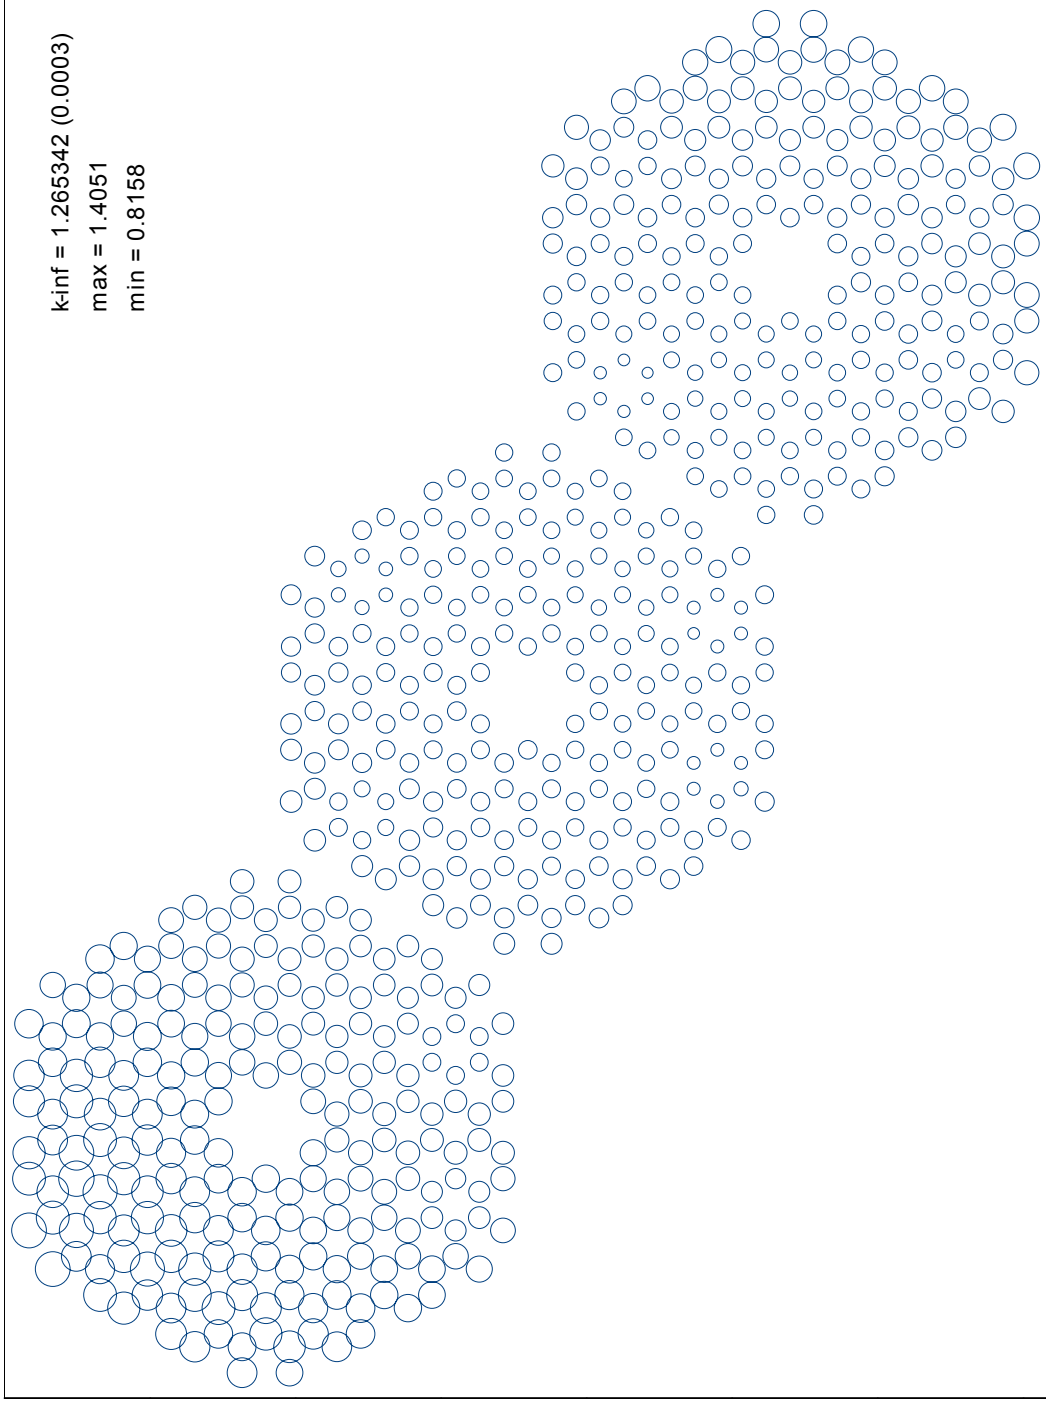 k-inf = 1.265342 (0.0003)
max = 1.4051
min = 0.8158